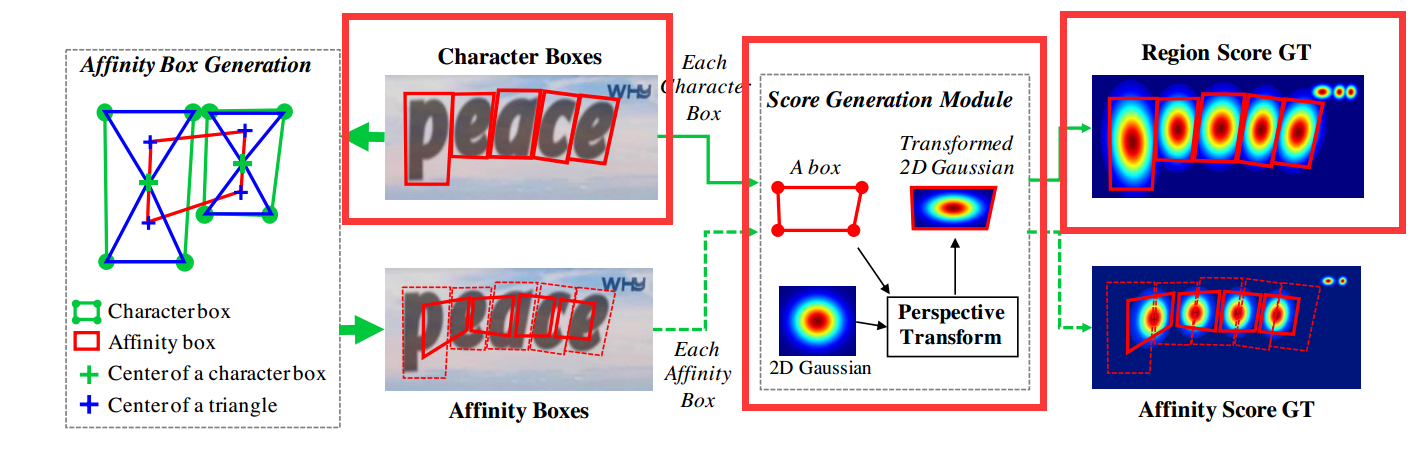 Affinity Box Generation
Character box
Affinity box
Center of a character box
Center of a triangle
Character Boxes
WHY
peace
WHY
peace
Affinity Boxes
Each
Character
Box
Each
Affinity
Box
Score Generation Module
A box
Transformed
2D Gaussian
2D Gaussian
Perspective
Transform
Region Score GT
Affinity Score GT